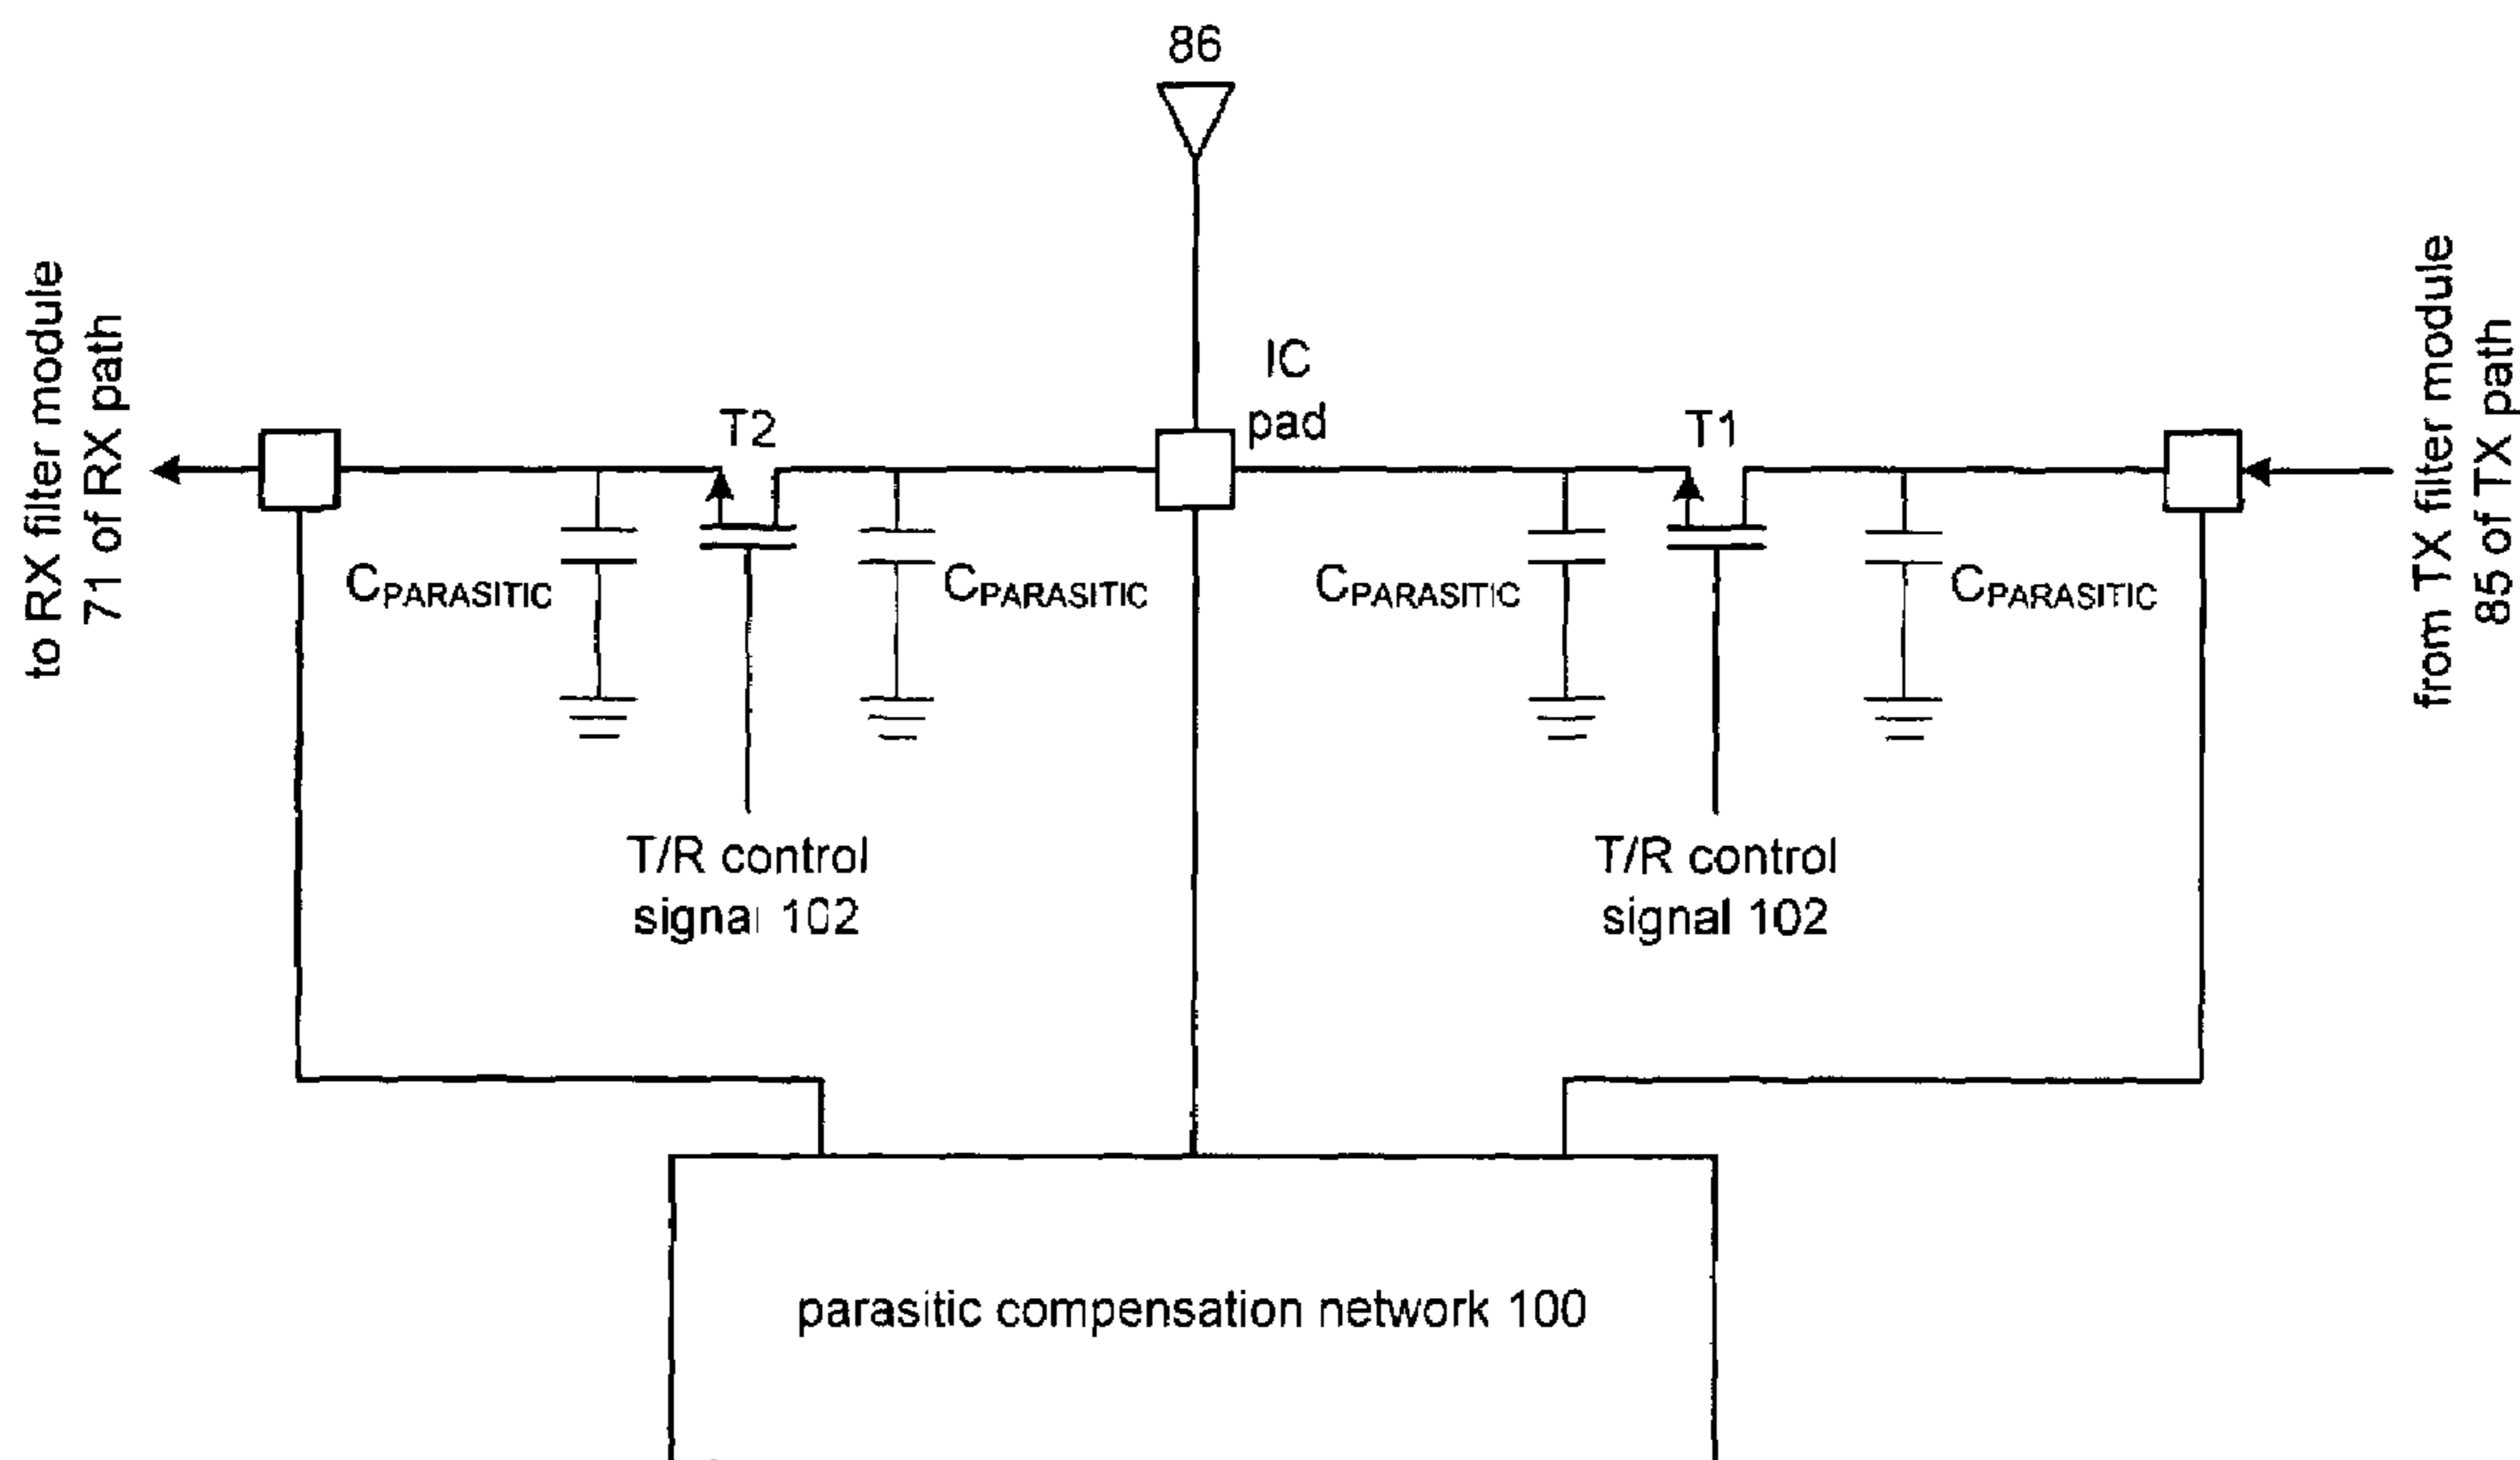 86
to RX filter module
71 of RX path
IC
pad
T2
T1
from TX filter module
85 of TX path
CPARASITIC
CPARASITIC
CPARASITIC
CPARASITIC
T/R control
signal 102
T/R control
signal 102
parasitic compensation network 100